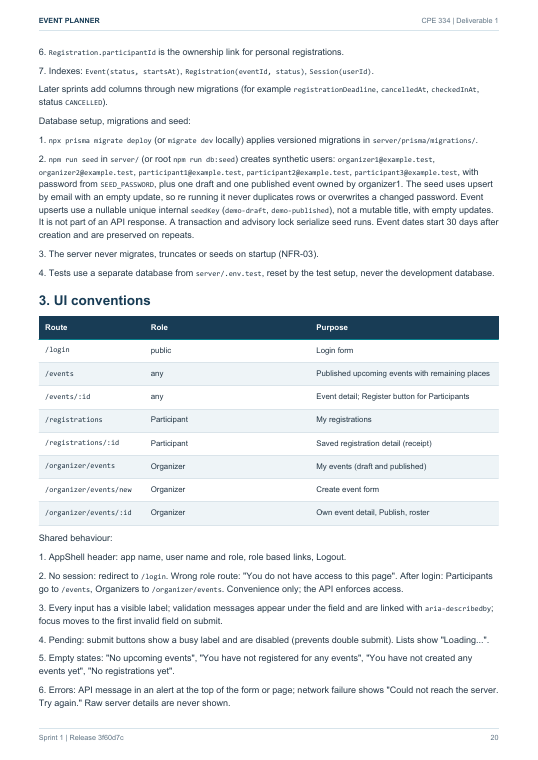 EVENT PLANNER
CPE 334 | Deliverable 1
6. Registration.participantId is the ownership link for personal registrations.
7. Indexes: Event(status, startsAt), Registration(eventId, status), Session(userId).
Later sprints add columns through new migrations (for example registrationDeadline, cancelledAt, checkedInAt,
status CANCELLED).
Database setup, migrations and seed:
1. npx prisma migrate deploy (or migrate dev locally) applies versioned migrations in server/prisma/migrations/.
2. npm run seed in server/ (or root npm run db:seed) creates synthetic users: organizer1@example.test,
organizer2@example.test, participant1@example.test, participant2@example.test, participant3@example.test, with
password from SEED_PASSWORD, plus one draft and one published event owned by organizer1. The seed uses upsert
by email with an empty update, so re running it never duplicates rows or overwrites a changed password. Event
upserts use a nullable unique internal seedKey (demo-draft, demo-published), not a mutable title, with empty updates.
It is not part of an API response. A transaction and advisory lock serialize seed runs. Event dates start 30 days after
creation and are preserved on repeats.
3. The server never migrates, truncates or seeds on startup (NFR-03).
4. Tests use a separate database from server/.env.test, reset by the test setup, never the development database.
3. UI conventions
Route Role Purpose
/login public Login form
/events any Published upcoming events with remaining places
/events/:id any Event detail; Register button for Participants
/registrations Participant My registrations
/registrations/:id Participant Saved registration detail (receipt)
/organizer/events Organizer My events (draft and published)
/organizer/events/new Organizer Create event form
/organizer/events/:id Organizer Own event detail, Publish, roster
Shared behaviour:
1. AppShell header: app name, user name and role, role based links, Logout.
2. No session: redirect to /login. Wrong role route: "You do not have access to this page". After login: Participants
go to /events, Organizers to /organizer/events. Convenience only; the API enforces access.
3. Every input has a visible label; validation messages appear under the field and are linked with aria-describedby;
focus moves to the first invalid field on submit.
4. Pending: submit buttons show a busy label and are disabled (prevents double submit). Lists show "Loading...".
5. Empty states: "No upcoming events", "You have not registered for any events", "You have not created any
events yet", "No registrations yet".
6. Errors: API message in an alert at the top of the form or page; network failure shows "Could not reach the server.
Try again." Raw server details are never shown.
Sprint 1 | Release 3f60d7c
20